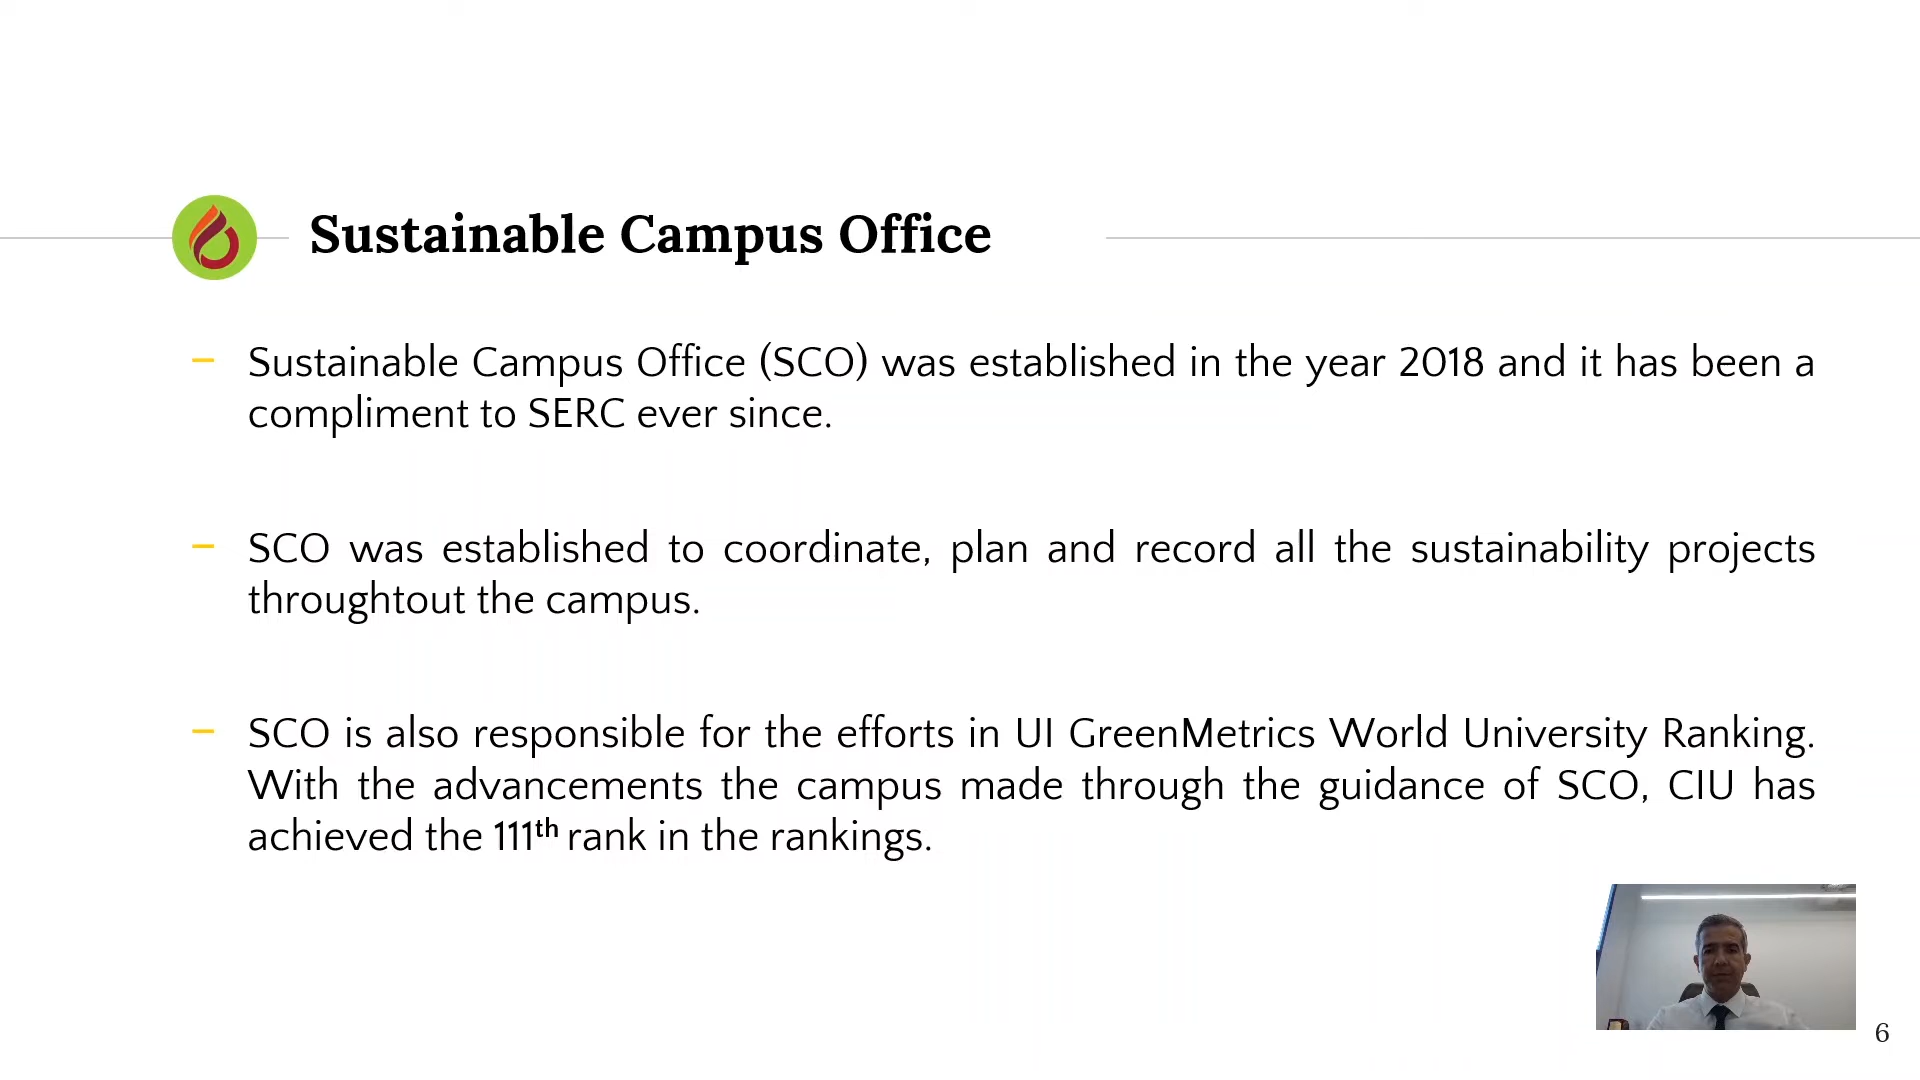 Sustainable Campus Office
– Sustainable Campus Office (SCO) was established in the year 2018 and it has been a
compliment to SERC ever since.
– SCO was established to coordinate, plan and record all the sustainability projects
throughtout the campus.
– SCO is also responsible for the efforts in UI GreenMetrics World University Ranking.
With the advancements the campus made through the guidance of SCO, CIU has
achieved the 111th rank in the rankings.
6